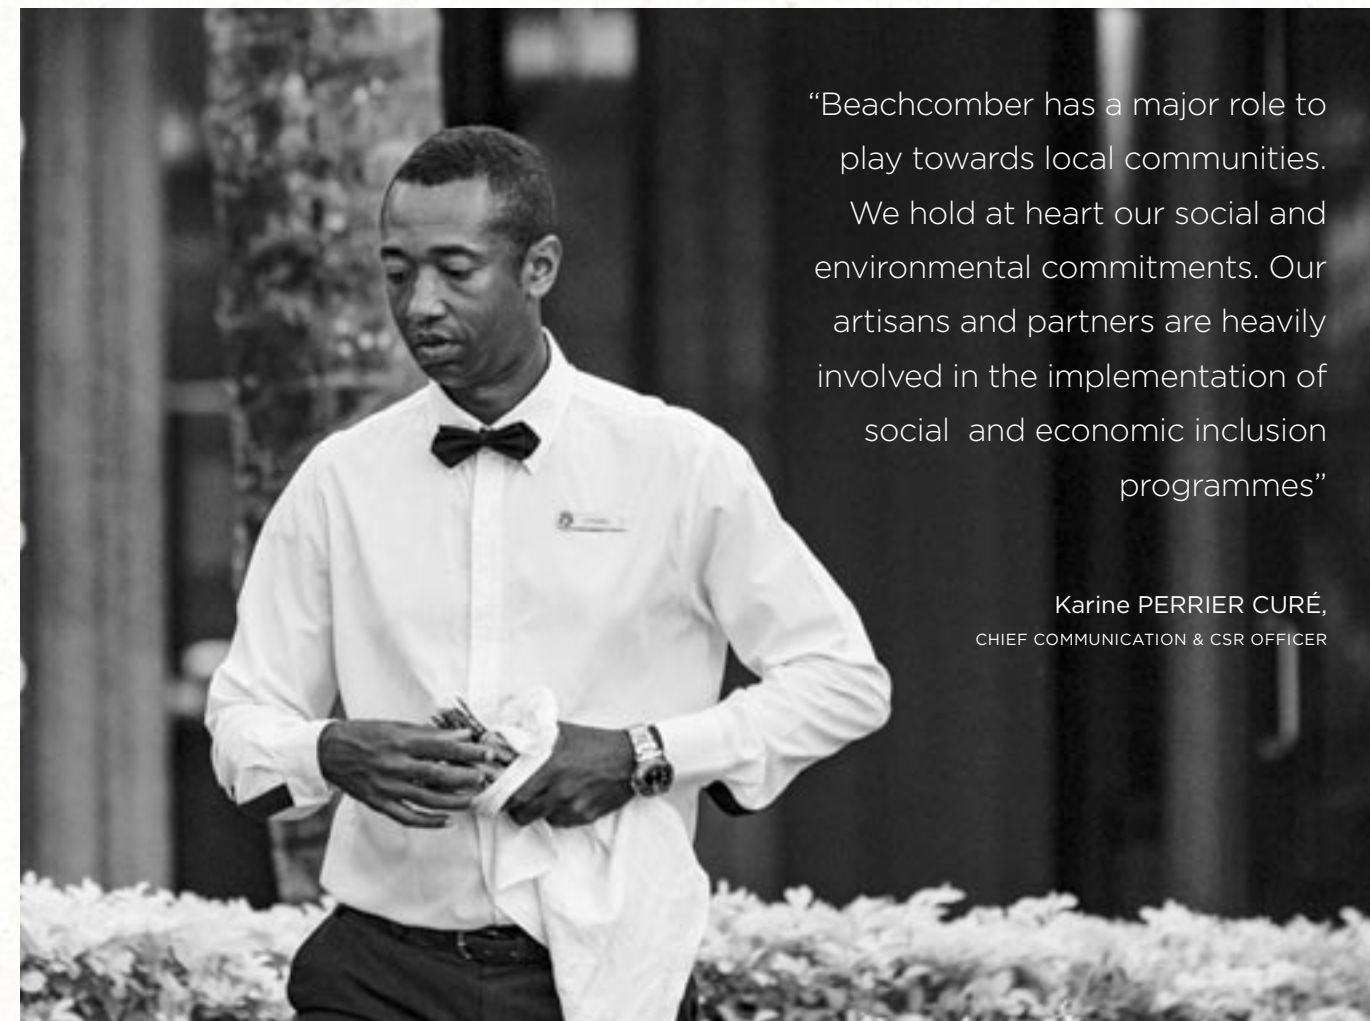 “Beachcomber has a major role to
play towards local communities.
We hold at heart our social and
environmental commitments. Our
artisans and partners are heavily
involved in the implementation of
social  and economic inclusion
programmes”
Karine PERRIER CURÉ,
CHIEF COMMUNICATION & CSR OFFICER